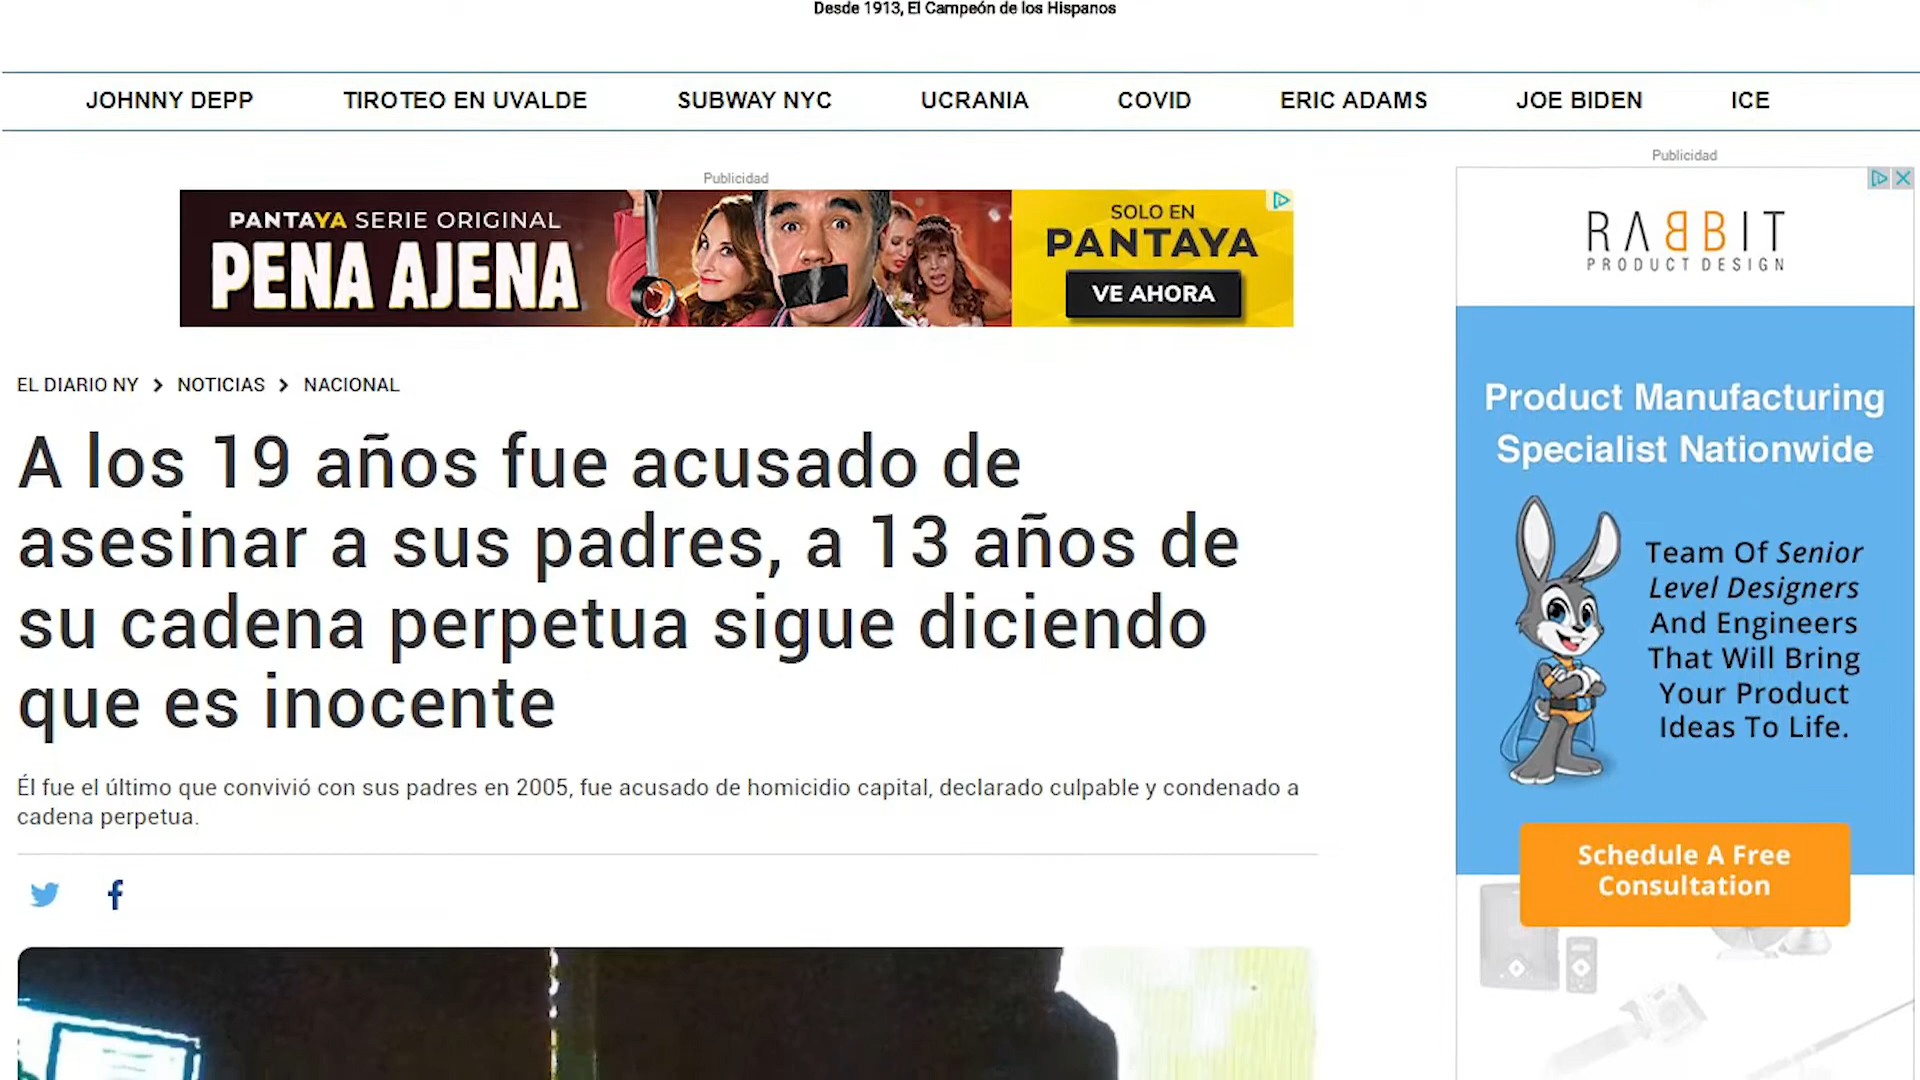 Desde 1913, El Campeón de los Hispanos
JOHNNY DEPP
TIROTEO EN UVALDE
SUBWAY NYC
UCRANIA
COVID
ERIC ADAMS
JOE BIDEN
ICE
Publicidad
PANTAYA SERIE ORIGINAL
PENA AJENA
SOLO EN
PANTAYA
VE AHORA
EL DIARIO NY > NOTICIAS > NACIONAL
A los 19 años fue acusado de
asesinar a sus padres, a 13 años de
su cadena perpetua sigue diciendo
que es inocente
Él fue el último que convivió con sus padres en 2005, fue acusado de homicidio capital, declarado culpable y condenado a
cadena perpetua.
Publicidad
RABBIT
PRODUCT DESIGN
Product Manufacturing
Specialist Nationwide
Team Of Senior
Level Designers
And Engineers
That Will Bring
Your Product
Ideas To Life.
Schedule A Free
Consultation